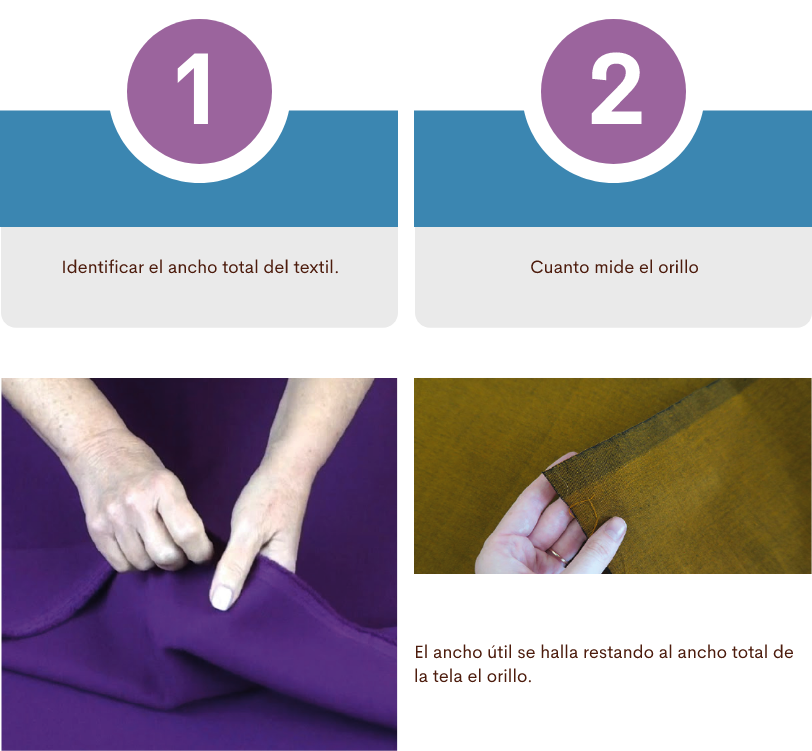 1
2
Identificar el ancho total del textil.
Cuanto mide el orillo
El ancho útil se halla restando al ancho total de
la tela el orillo.